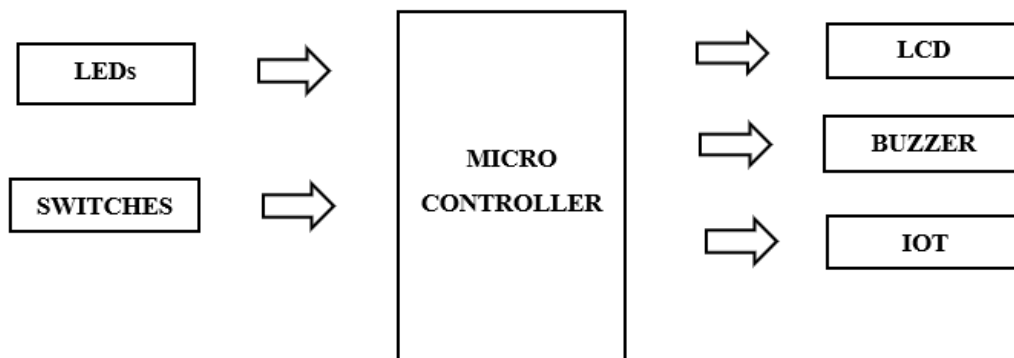 LEDs
SWITCHES
MICRO
CONTROLLER
LCD
BUZZER
IOT